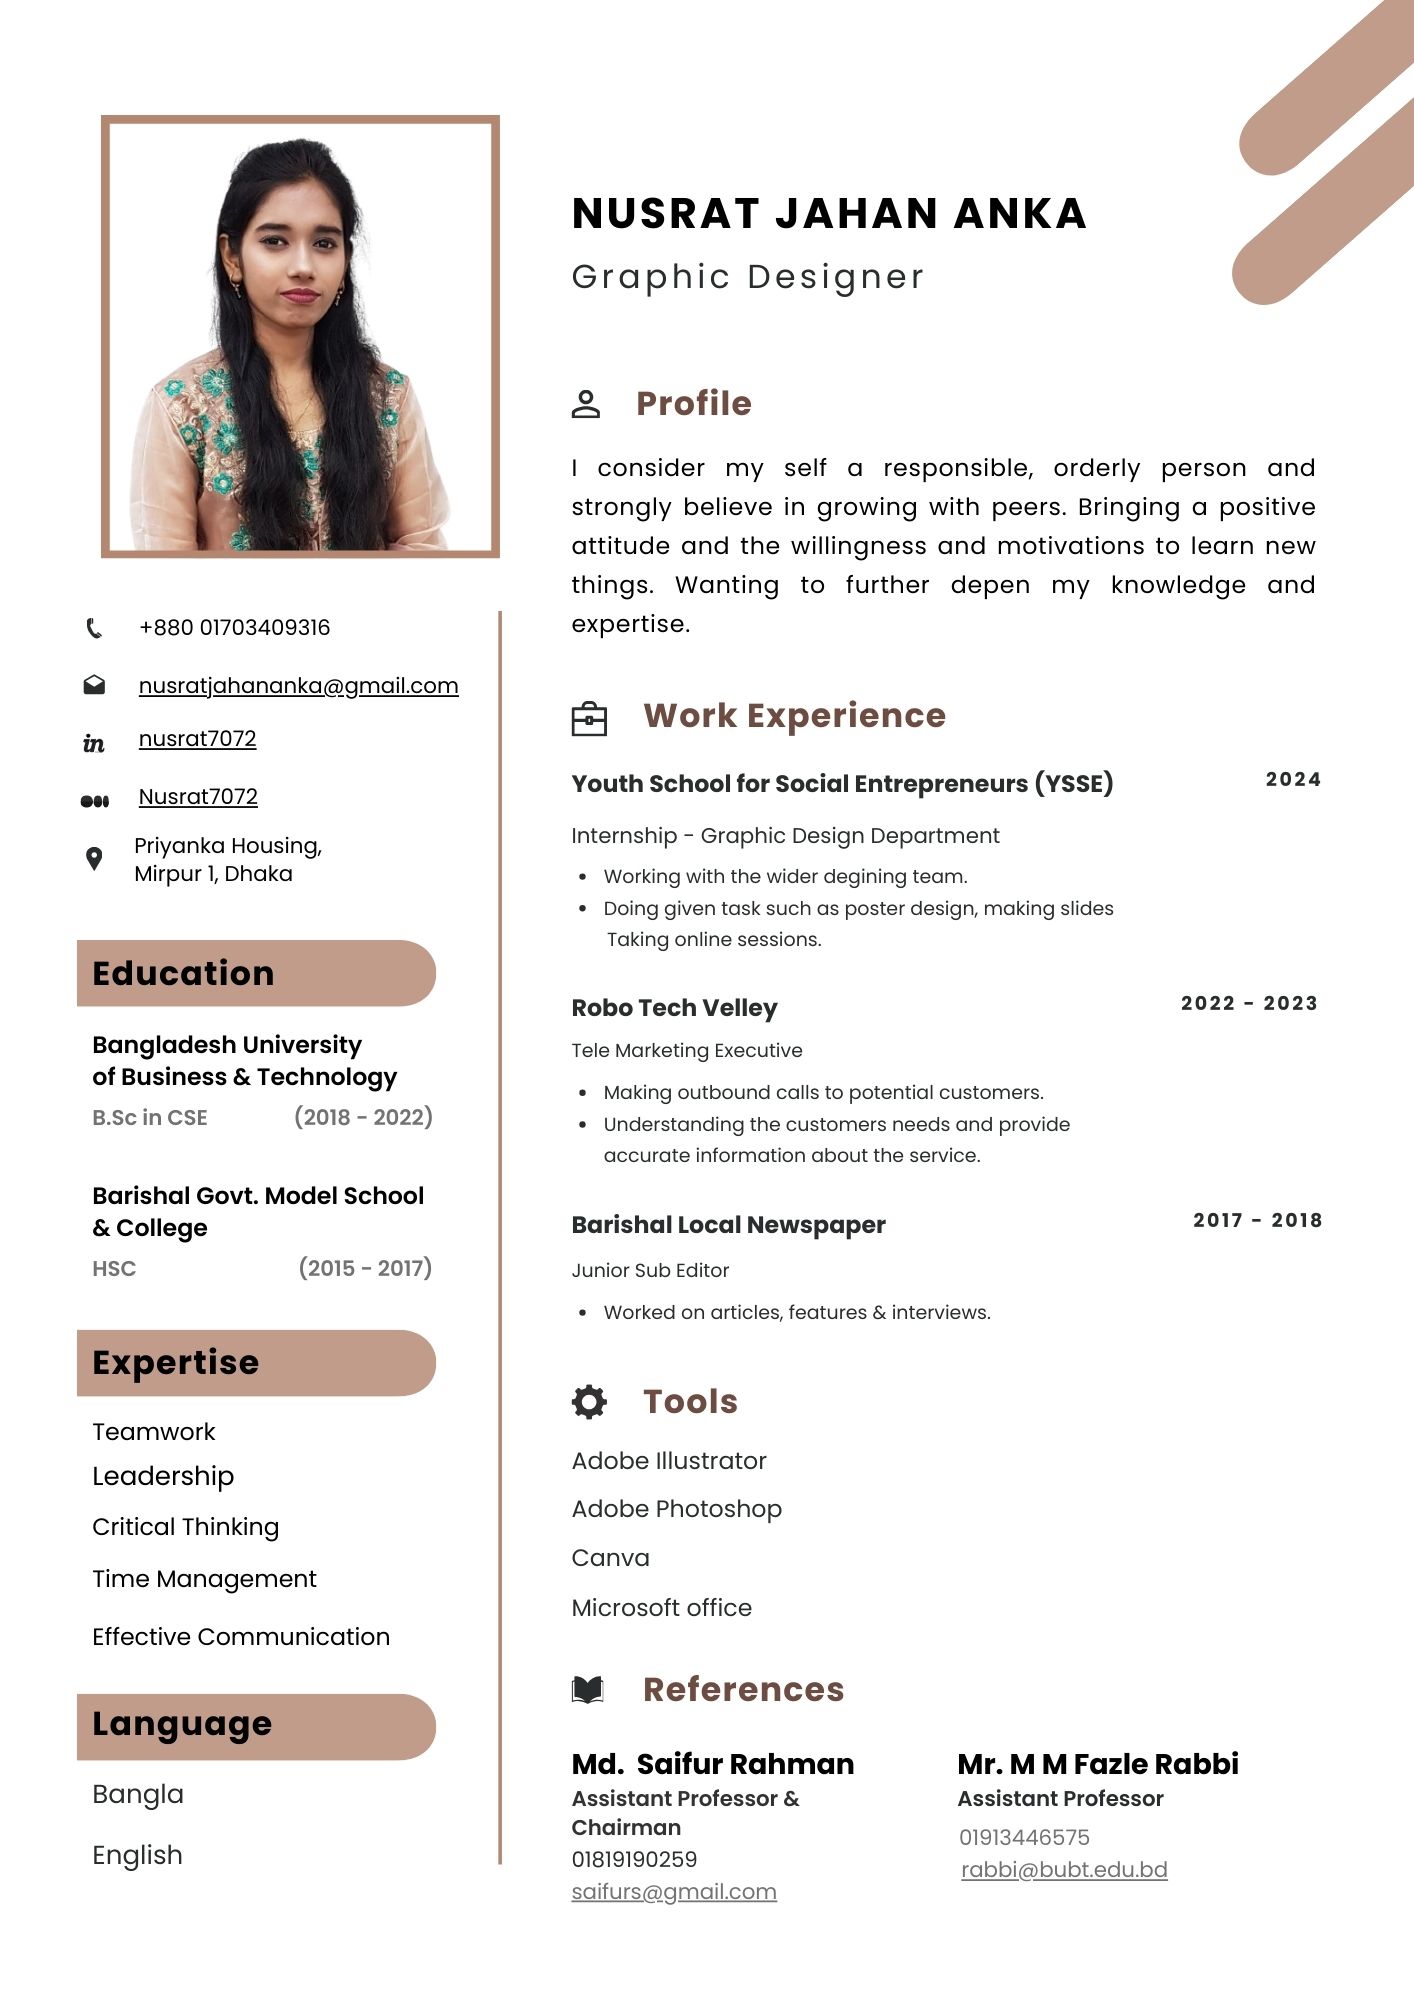 NUSRAT JAHAN ANKA
Graphic Designer
+880 01703409316
nusratjahananka@gmail.com
in
nusrat7072
Nusrat7072
Priyanka Housing,
Mirpur 1, Dhaka
Education
Bangladesh University
of Business & Technology
B.Sc in CSE (2018 - 2022)
Barishal Govt. Model School
& College
HSC (2015 - 2017)
Expertise
Teamwork
Leadership
Critical Thinking
Time Management
Effective Communication
Language
Bangla
English
Profile
I consider my self a responsible, orderly person and
strongly believe in growing with peers. Bringing a positive
attitude and the willingness and motivations to learn new
things. Wanting to further depen my knowledge and
expertise.
Work Experience
Youth School for Social Entrepreneurs (YSSE) 2024
Internship - Graphic Design Department
• Working with the wider degining team.
• Doing given task such as poster design, making slides
Taking online sessions.
Robo Tech Velley 2022 - 2023
Tele Marketing Executive
• Making outbound calls to potential customers.
• Understanding the customers needs and provide
accurate information about the service.
Barishal Local Newspaper 2017 - 2018
Junior Sub Editor
• Worked on articles, features & interviews.
Tools
Adobe Illustrator
Adobe Photoshop
Canva
Microsoft office
References
Md. Saifur Rahman
Assistant Professor &
Chairman
01819190259
saifurs@gmail.com
Mr. M M Fazle Rabbi
Assistant Professor
01913446575
rabbi@bubt.edu.bd